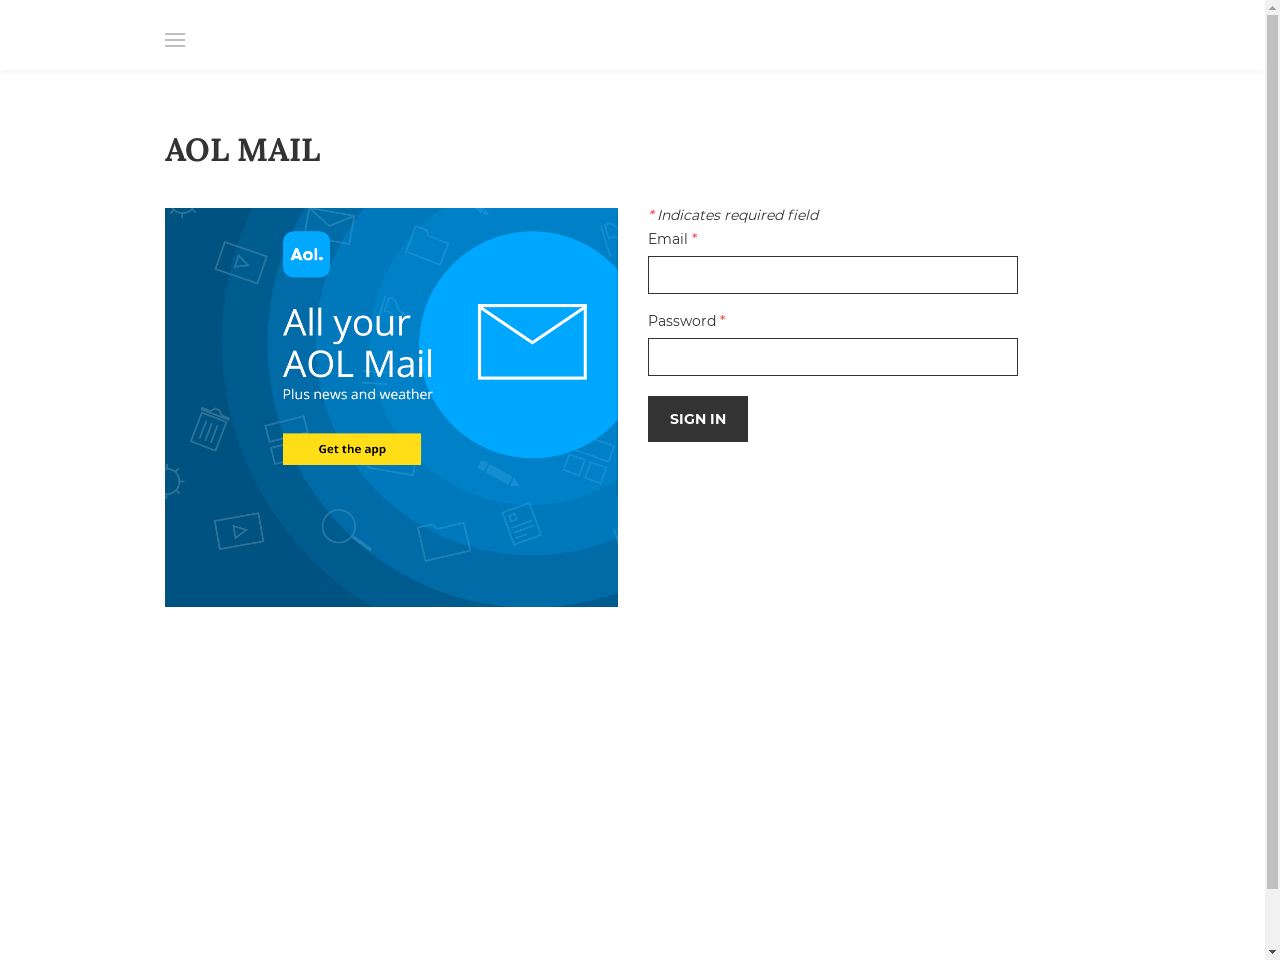 AOL MAIL
Aol.
All your
AOL Mail
Plus news and weather
Get the app
* Indicates required field
Email *
Password *
SIGN IN